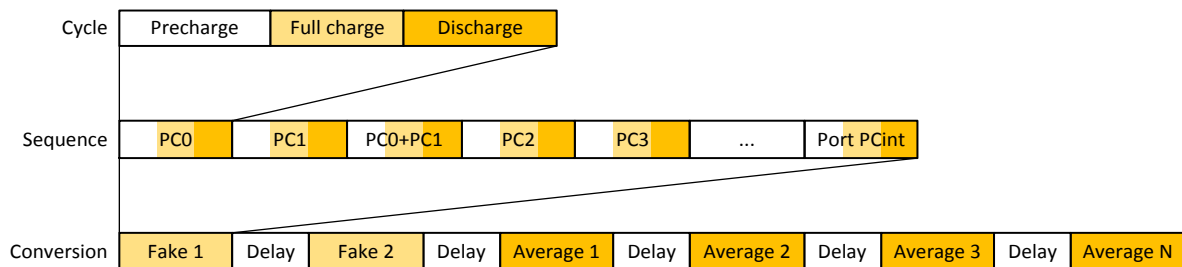 Cycle Precharge Full charge Discharge
Sequence PC0 PC1 PC0+PC1 PC2 PC3 ... Port PCint
Conversion Fake 1 Delay Fake 2 Delay Average 1 Delay Average 2 Delay Average 3 Delay Average N